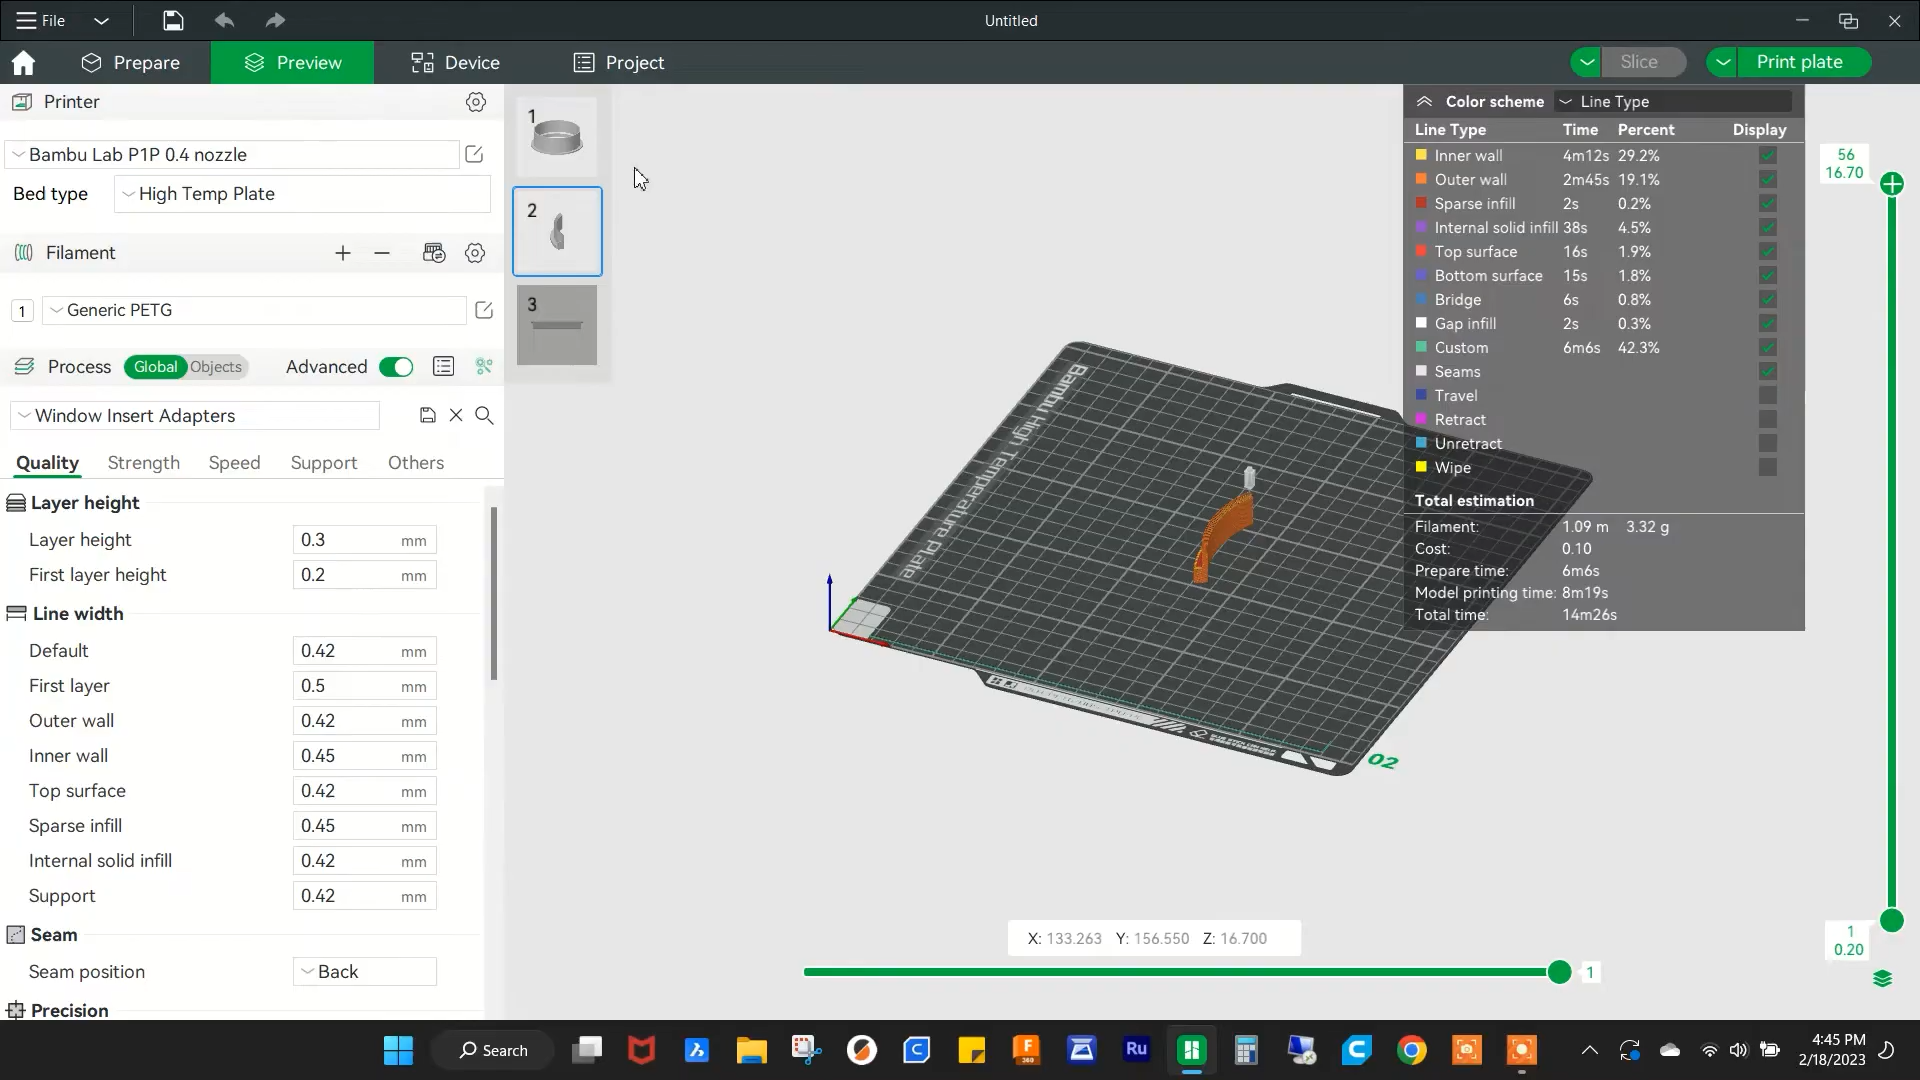 File
Untitled
Prepare
Preview
Device
Project
Slice
Print plate
Printer
Bambu Lab P1P 0.4 nozzle
Bed type
High Temp Plate
Filament
1
Generic PETG
Process
Global
Objects
Advanced
Window Insert Adapters
Quality
Strength
Speed
Support
Others
Layer height
Layer height 0.3 mm
First layer height 0.2 mm
Line width
Default 0.42 mm
First layer 0.5 mm
Outer wall 0.42 mm
Inner wall 0.45 mm
Top surface 0.42 mm
Sparse infill 0.45 mm
Internal solid infill 0.42 mm
Support 0.42 mm
Seam
Seam position Back
Precision
1
2
3
Bambu High Temperature Plate
02
Color scheme Line Type
Line Type Time Percent Display
Inner wall 4m12s 29.2%
Outer wall 2m45s 19.1%
Sparse infill 2s 0.2%
Internal solid infill 38s 4.5%
Top surface 16s 1.9%
Bottom surface 15s 1.8%
Bridge 6s 0.8%
Gap infill 2s 0.3%
Custom 6m6s 42.3%
Seams
Travel
Retract
Unretract
Wipe
Total estimation
Filament: 1.09 m 3.32 g
Cost: 0.10
Prepare time: 6m6s
Model printing time: 8m19s
Total time: 14m26s
56
16.70
1
0.20
X: 133.263 Y: 156.550 Z: 16.700
1
Search
Ru
F
360
4:45 PM
2/18/2023